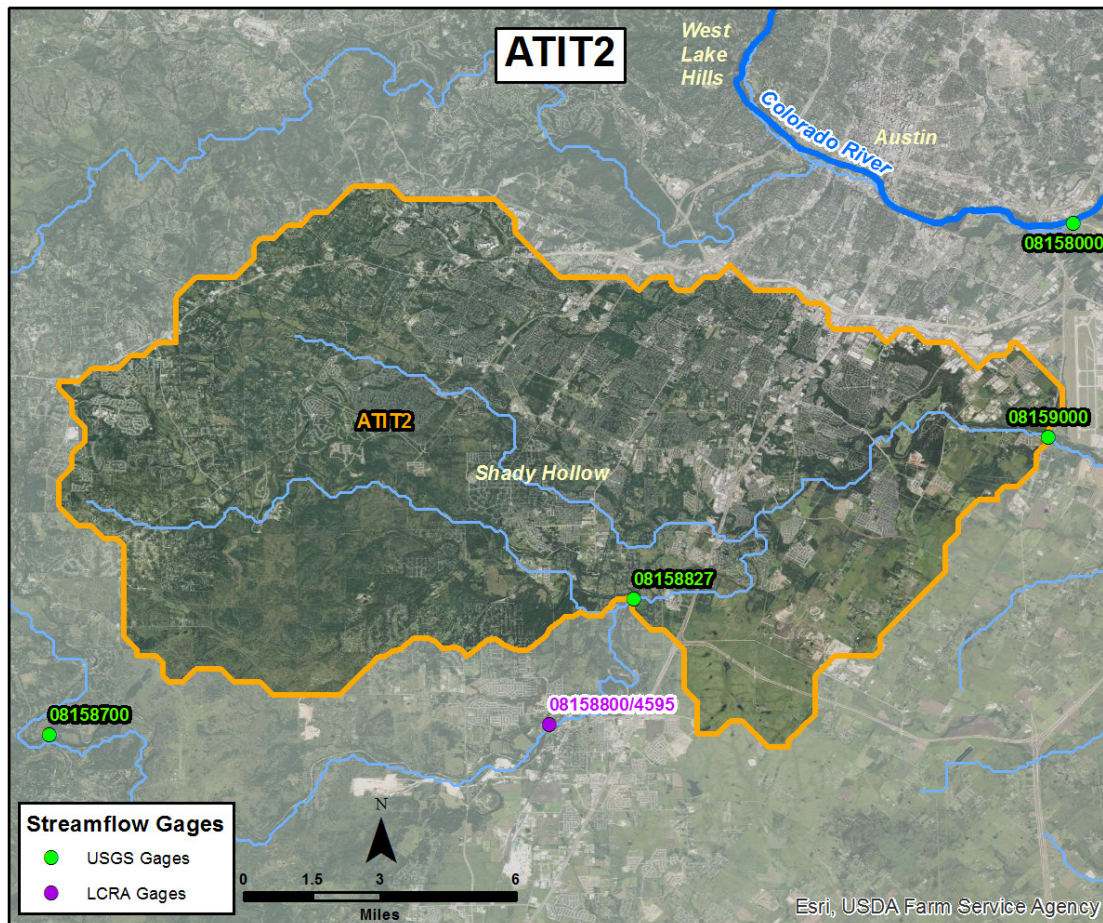 ATIT2
West
Lake
Hills
Colorado River
Austin
08158000
ATIT2
08159000
Shady Hollow
08158827
08158700
08158800/4595
Streamflow Gages
USGS Gages
LCRA Gages
N
0 1.5 3 6
Miles
Esri, USDA Farm Service Agency